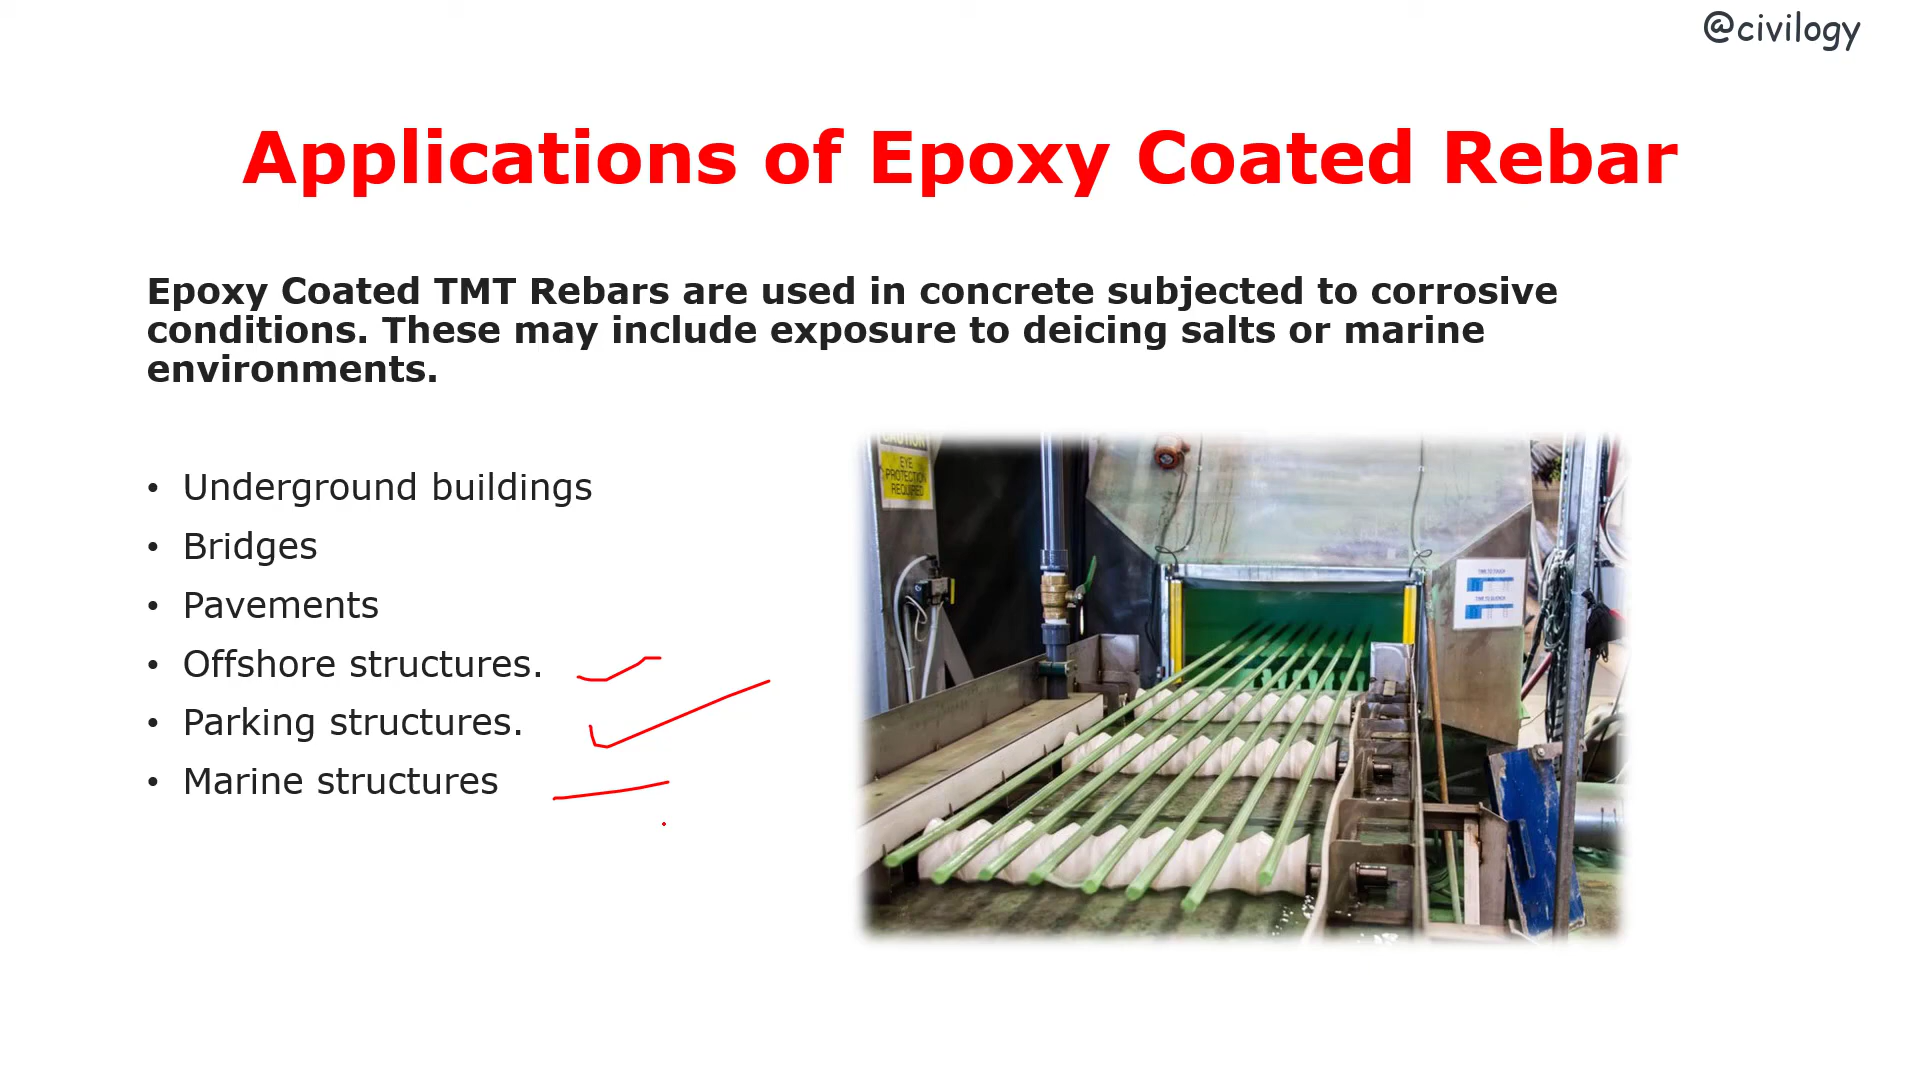 @civilogy
Applications of Epoxy Coated Rebar
Epoxy Coated TMT Rebars are used in concrete subjected to corrosive
conditions. These may include exposure to deicing salts or marine
environments.
• Underground buildings
• Bridges
• Pavements
• Offshore structures.
• Parking structures.
• Marine structures
CAUTION
EYE
PROTECTION
REQUIRED